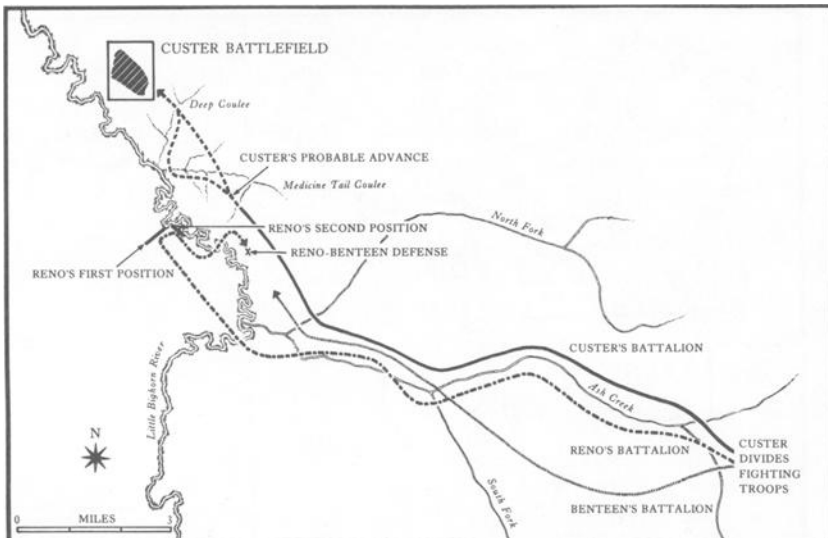 CUSTER BATTLEFIELD
Deep Coulee
CUSTER'S PROBABLE ADVANCE
Medicine Tail Coulee
North Fork
RENO'S SECOND POSITION
RENO-BENTEEN DEFENSE
RENO'S FIRST POSITION
CUSTER'S BATTALION
Little Bighorn River
Ash Creek
N
RENO'S BATTALION
CUSTER
DIVIDES
FIGHTING
TROOPS
South Fork
BENTEEN'S BATTALION
0 MILES 3